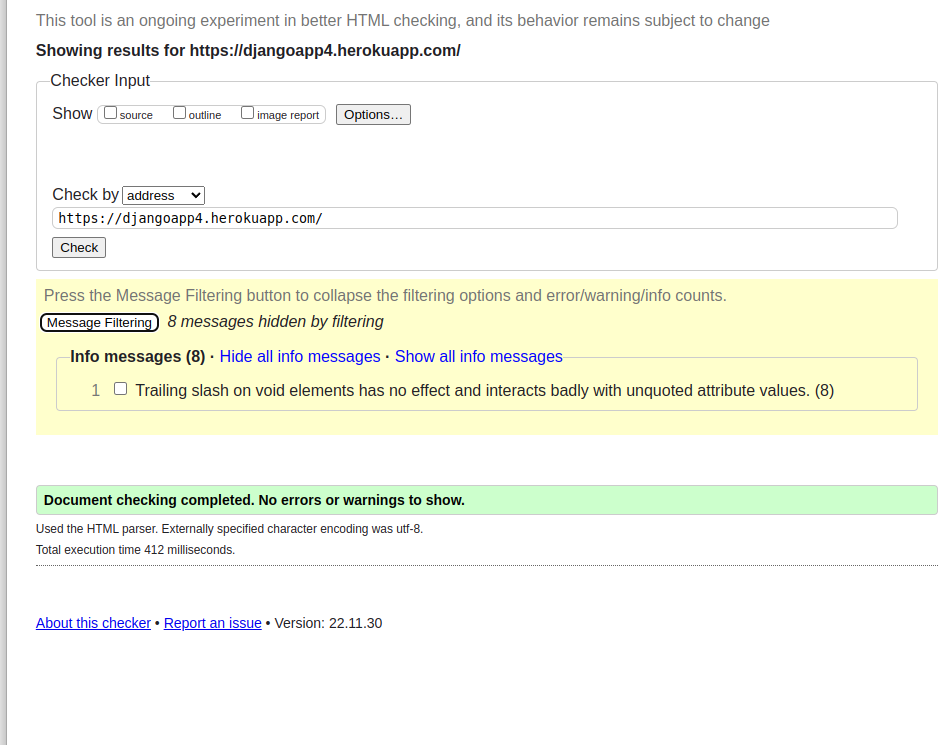 This tool is an ongoing experiment in better HTML checking, and its behavior remains subject to change
Showing results for https://djangoapp4.herokuapp.com/
Checker Input
Show source outline image report Options...
Check by address
https://djangoapp4.herokuapp.com/
Check
Press the Message Filtering button to collapse the filtering options and error/warning/info counts.
Message Filtering 8 messages hidden by filtering
Info messages (8) · Hide all info messages · Show all info messages
1 Trailing slash on void elements has no effect and interacts badly with unquoted attribute values. (8)
Document checking completed. No errors or warnings to show.
Used the HTML parser. Externally specified character encoding was utf-8.
Total execution time 412 milliseconds.
About this checker • Report an issue • Version: 22.11.30